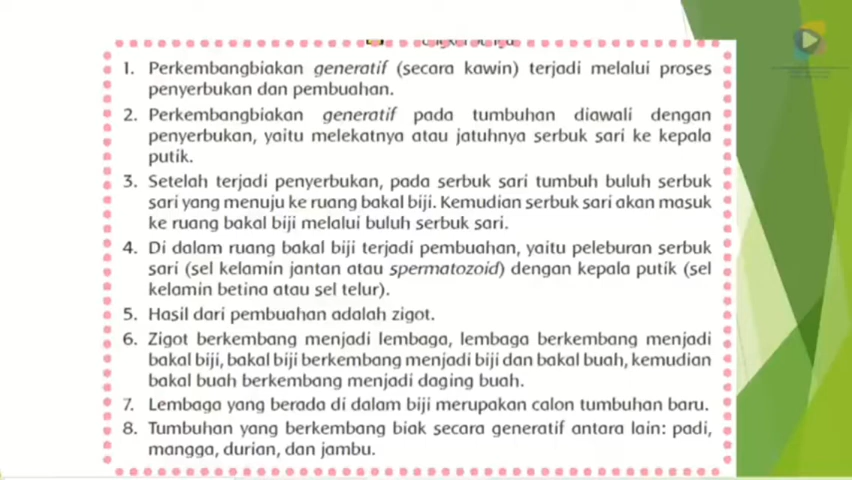 1. Perkembangbiakan generatif (secara kawin) terjadi melalui proses
penyerbukan dan pembuahan.
2. Perkembangbiakan generatif pada tumbuhan diawali dengan
penyerbukan, yaitu melekatnya atau jatuhnya serbuk sari ke kepala
putik.
3. Setelah terjadi penyerbukan, pada serbuk sari tumbuh buluh serbuk
sari yang menuju ke ruang bakal biji. Kemudian serbuk sari akan masuk
ke ruang bakal biji melalui buluh serbuk sari.
4. Di dalam ruang bakal biji terjadi pembuahan, yaitu peleburan serbuk
sari (sel kelamin jantan atau spermatozoid) dengan kepala putik (sel
kelamin betina atau sel telur).
5. Hasil dari pembuahan adalah zigot.
6. Zigot berkembang menjadi lembaga, lembaga berkembang menjadi
bakal biji, bakal biji berkembang menjadi biji dan bakal buah, kemudian
bakal buah berkembang menjadi daging buah.
7. Lembaga yang berada di dalam biji merupakan calon tumbuhan baru.
8. Tumbuhan yang berkembang biak secara generatif antara lain: padi,
mangga, durian, dan jambu.